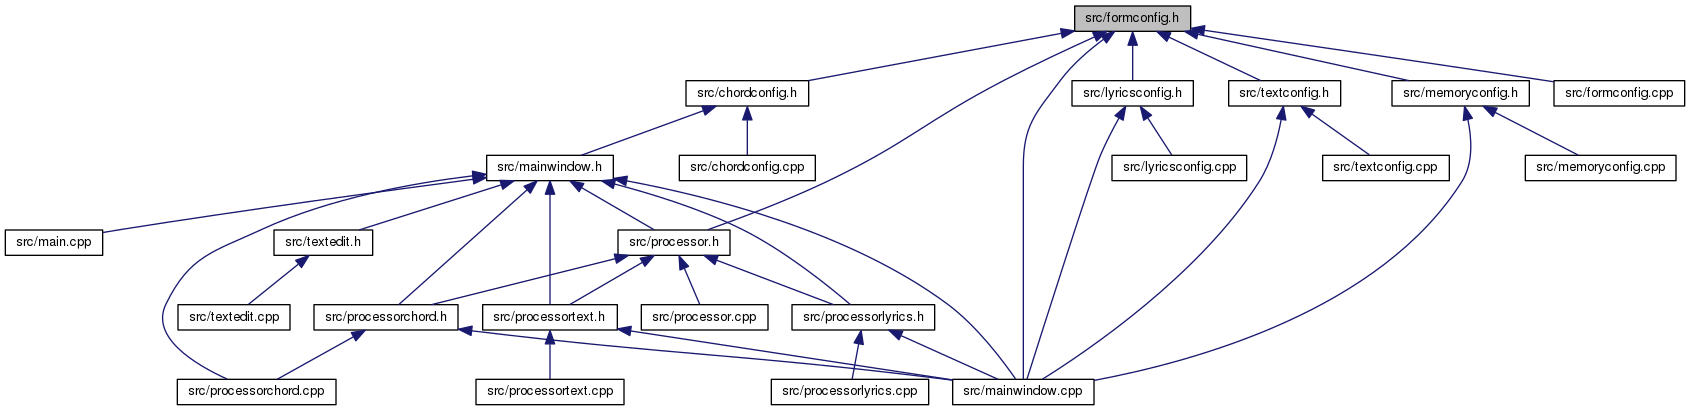 src/formconfig.h
src/chordconfig.h
src/lyricsconfig.h
src/textconfig.h
src/memoryconfig.h
src/formconfig.cpp
src/mainwindow.h
src/chordconfig.cpp
src/lyricsconfig.cpp
src/textconfig.cpp
src/memoryconfig.cpp
src/main.cpp
src/textedit.h
src/processor.h
src/textedit.cpp
src/processorchord.h
src/processortext.h
src/processor.cpp
src/processorlyrics.h
src/processorchord.cpp
src/processortext.cpp
src/processorlyrics.cpp
src/mainwindow.cpp